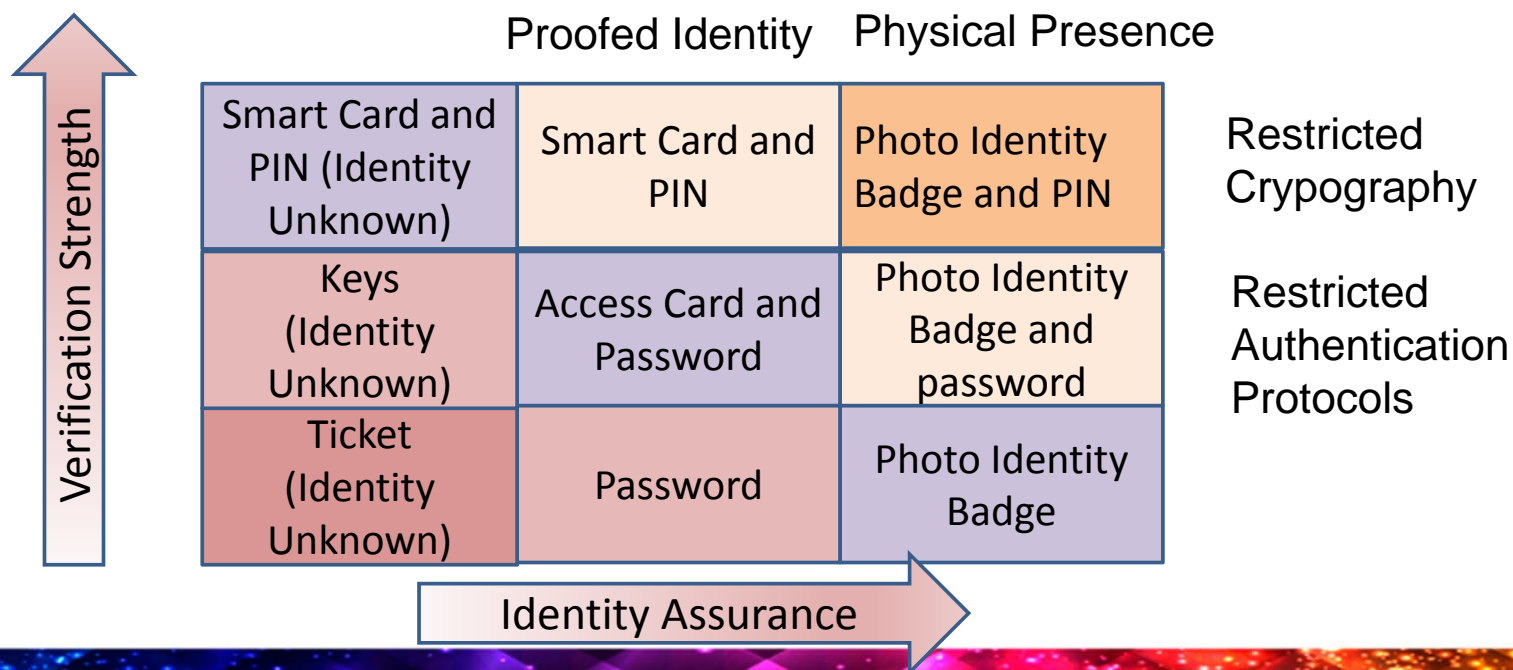 Proofed Identity
Physical Presence
Verification Strength
Smart Card and
PIN (Identity
Unknown)
Smart Card and
PIN
Photo Identity
Badge and PIN
Restricted
Crypography
Keys
(Identity
Unknown)
Access Card and
Password
Photo Identity
Badge and
password
Restricted
Authentication
Protocols
Ticket
(Identity
Unknown)
Password
Photo Identity
Badge
Identity Assurance